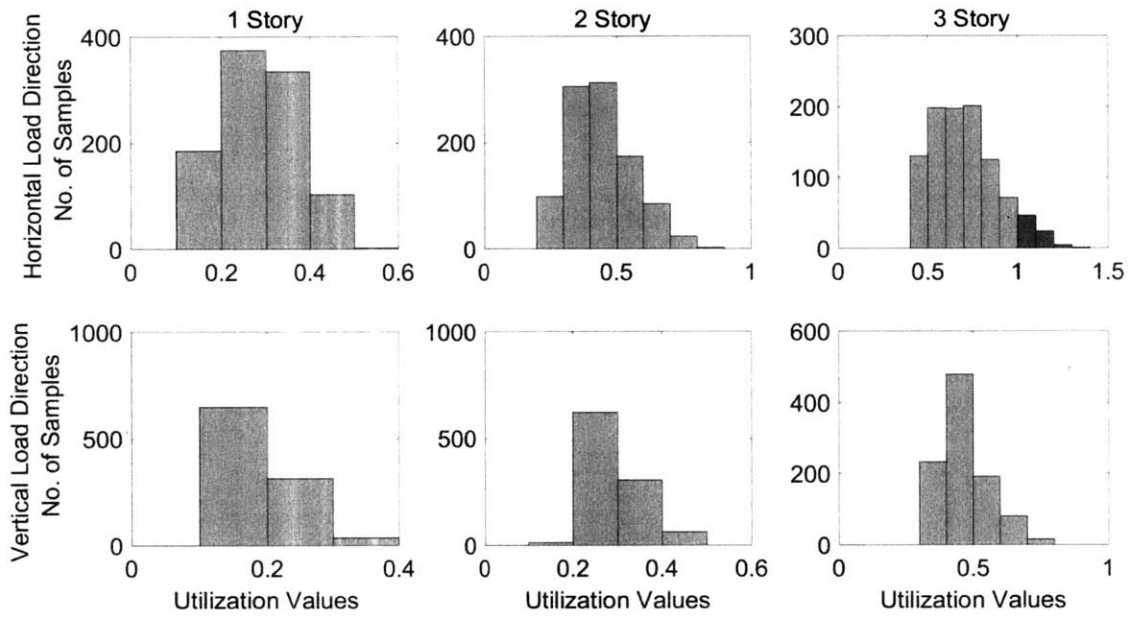 1 Story
2 Story
3 Story
Horizontal Load Direction
No. of Samples
400
200
0
0 0.2 0.4 0.6
400
200
0
0 0.5 1
300
200
100
0
0 0.5 1 1.5
Vertical Load Direction
No. of Samples
1000
500
0
0 0.2 0.4
Utilization Values
1000
500
0
0 0.2 0.4 0.6
Utilization Values
600
400
200
0
0 0.5 1
Utilization Values